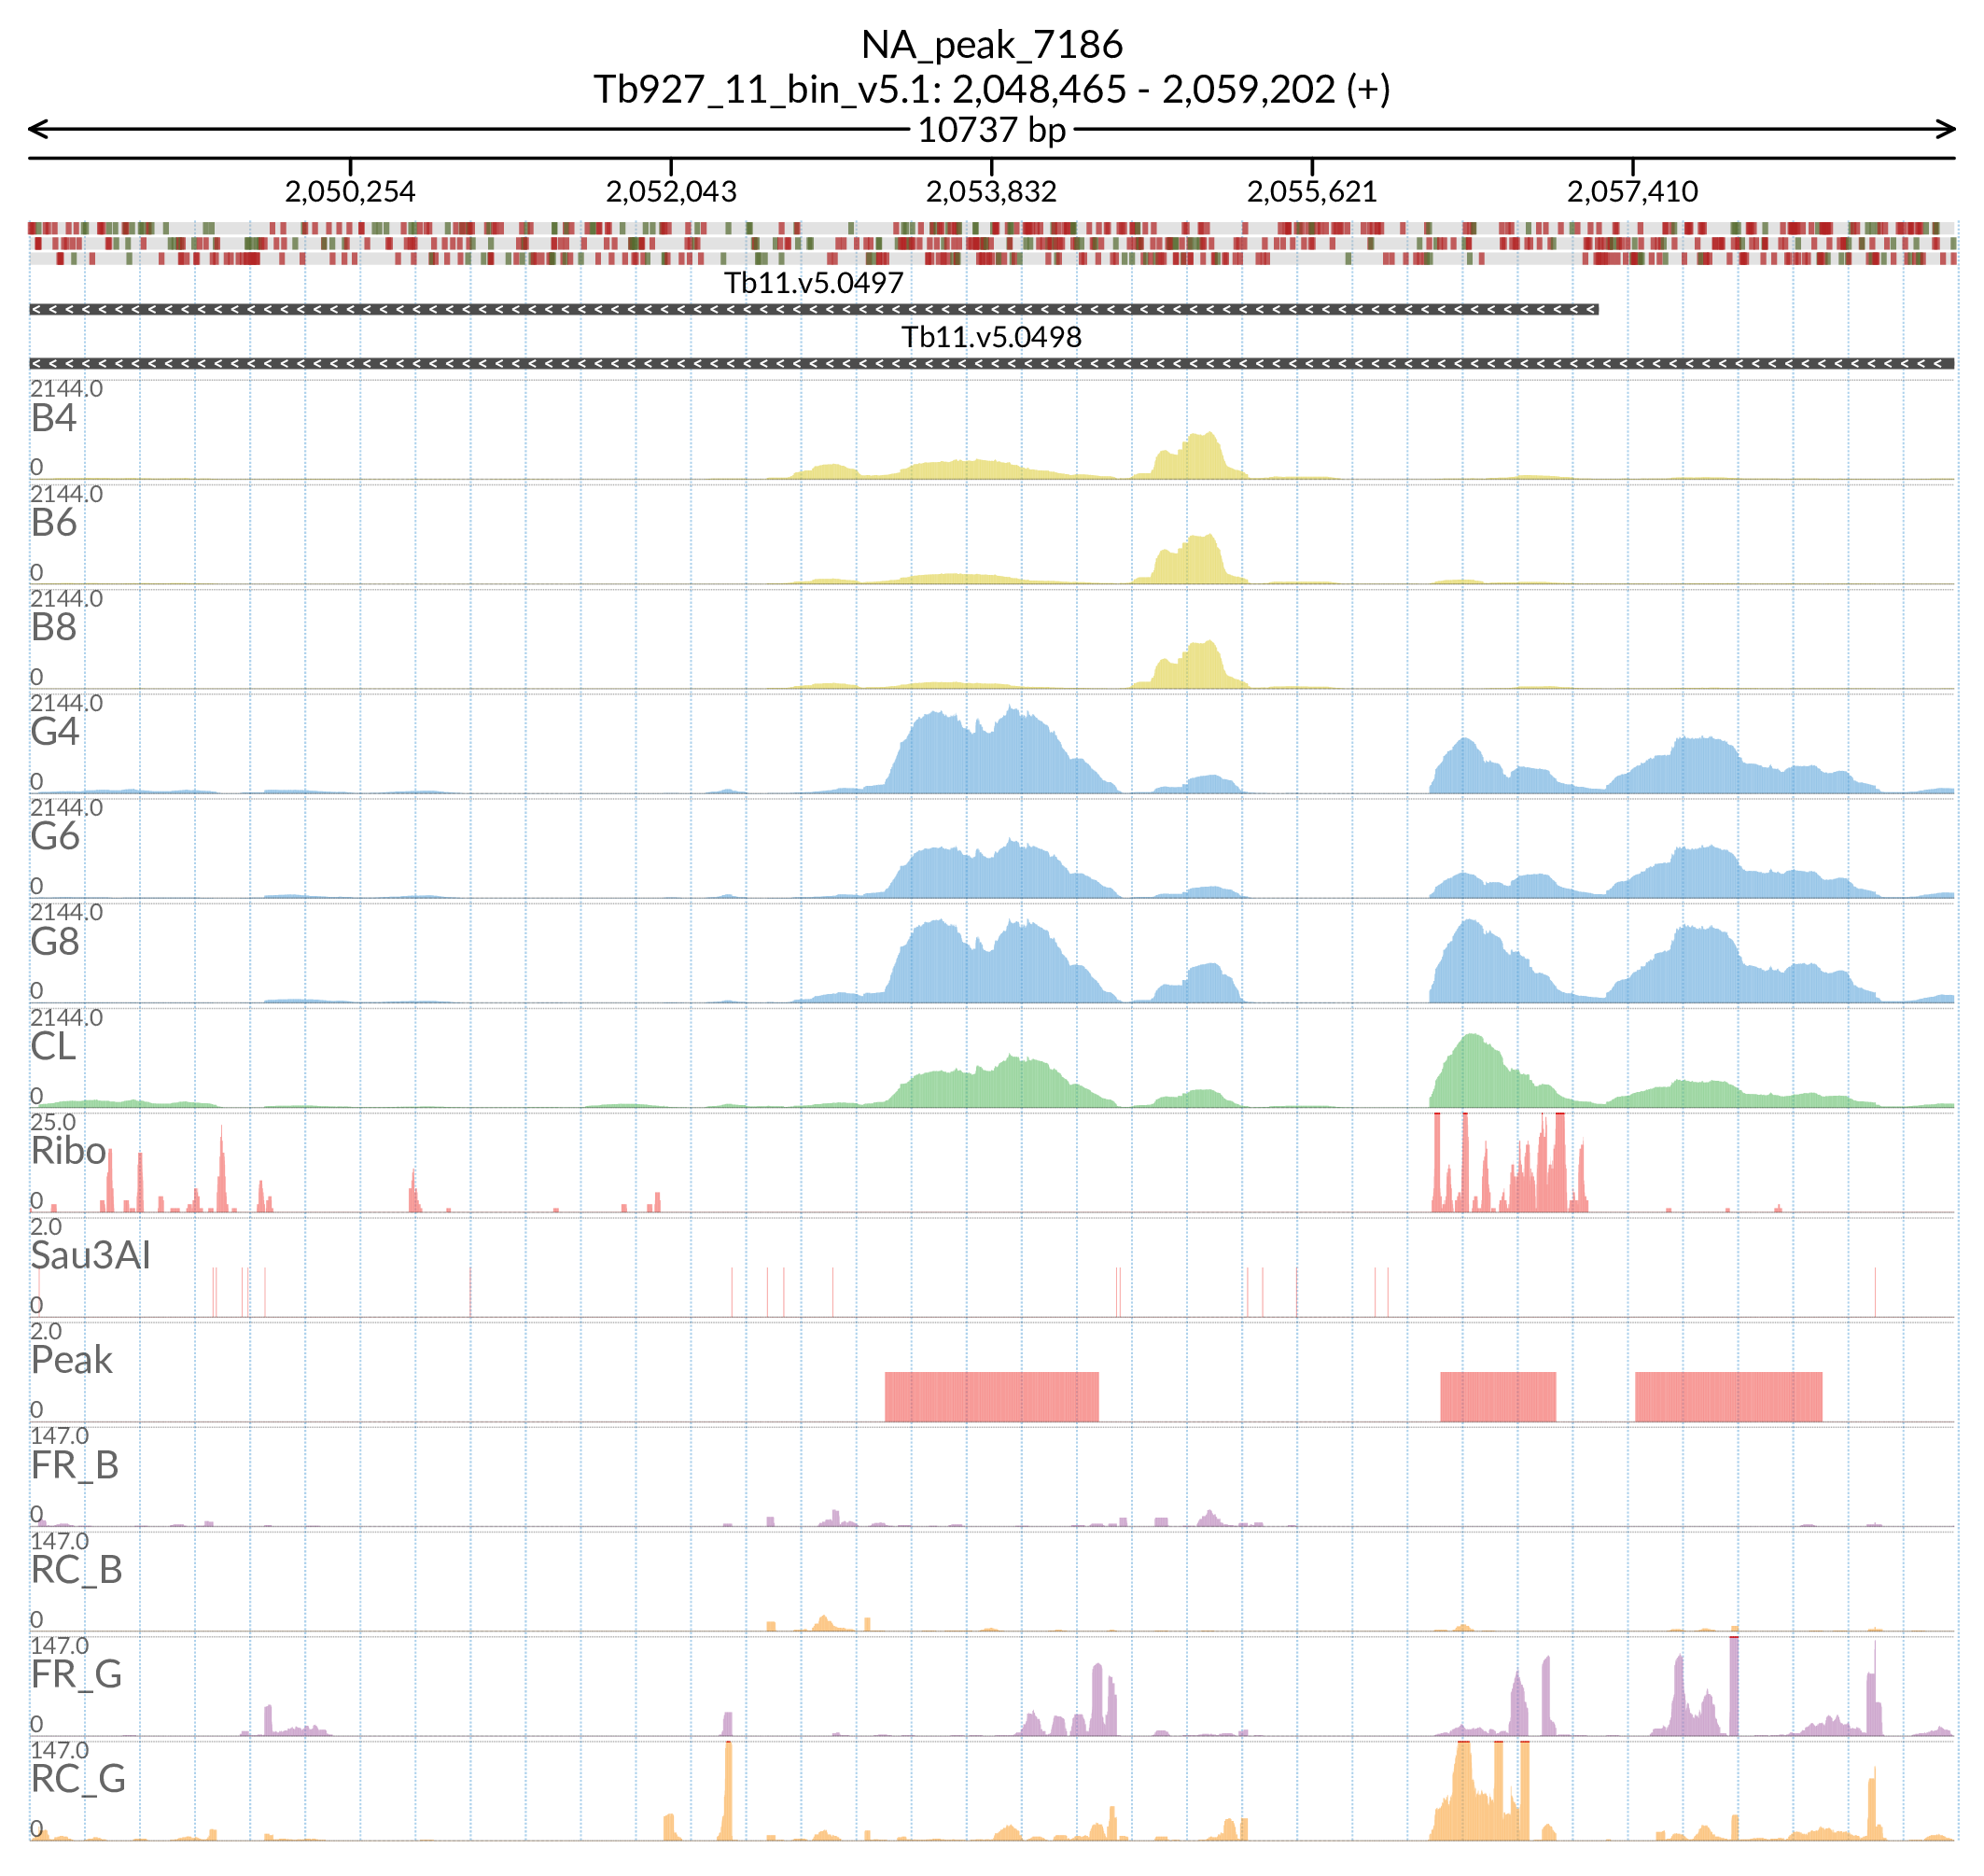 NA_peak_7186
Tb927_11_bin_v5.1: 2,048,465 - 2,059,202 (+)
10737 bp
2,050,254 2,052,043 2,053,832 2,055,621 2,057,410
Tb11.v5.0497
Tb11.v5.0498
2144.0
B4
0
2144.0
B6
0
2144.0
B8
0
2144.0
G4
0
2144.0
G6
0
2144.0
G8
0
2144.0
CL
0
25.0
Ribo
0
2.0
Sau3AI
0
2.0
Peak
0
147.0
FR_B
0
147.0
RC_B
0
147.0
FR_G
0
147.0
RC_G
0